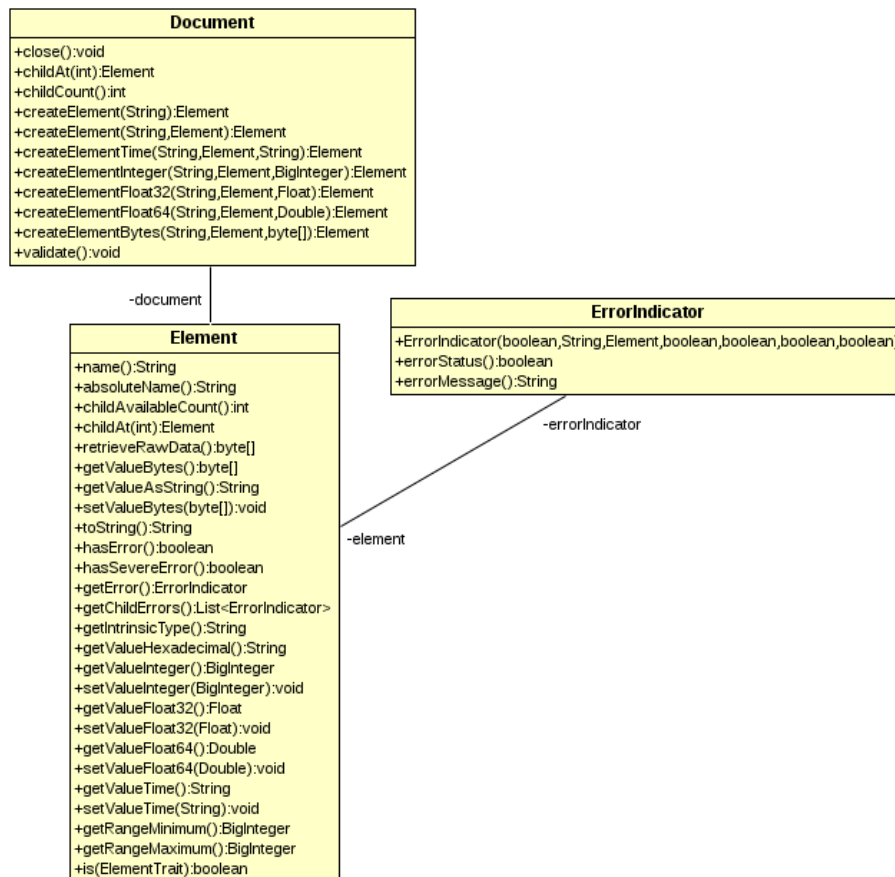 Document
+close():void
+childAt(int):Element
+childCount():int
+createElement(String):Element
+createElement(String,Element):Element
+createElementTime(String,Element,String):Element
+createElementInteger(String,Element,BigInteger):Element
+createElementFloat32(String,Element,Float):Element
+createElementFloat64(String,Element,Double):Element
+createElementBytes(String,Element,byte[]):Element
+validate():void
-document
Element
+name():String
+absoluteName():String
+childAvailableCount():int
+childAt(int):Element
+retrieveRawData():byte[]
+getValueBytes():byte[]
+getValueAsString():String
+setValueBytes(byte[]):void
+toString():String
+hasError():boolean
+hasSevereError():boolean
+getError():ErrorIndicator
+getChildErrors():List<ErrorIndicator>
+getIntrinsicType():String
+getValueHexadecimal():String
+getValueInteger():BigInteger
+setValueInteger(BigInteger):void
+getValueFloat32():Float
+setValueFloat32(Float):void
+getValueFloat64():Double
+setValueFloat64(Double):void
+getValueTime():String
+setValueTime(String):void
+getRangeMinimum():BigInteger
+getRangeMaximum():BigInteger
+is(ElementTrait):boolean
ErrorIndicator
+ErrorIndicator(boolean,String,Element,boolean,boolean,boolean,boolean)
+errorStatus():boolean
+errorMessage():String
-errorIndicator
-element